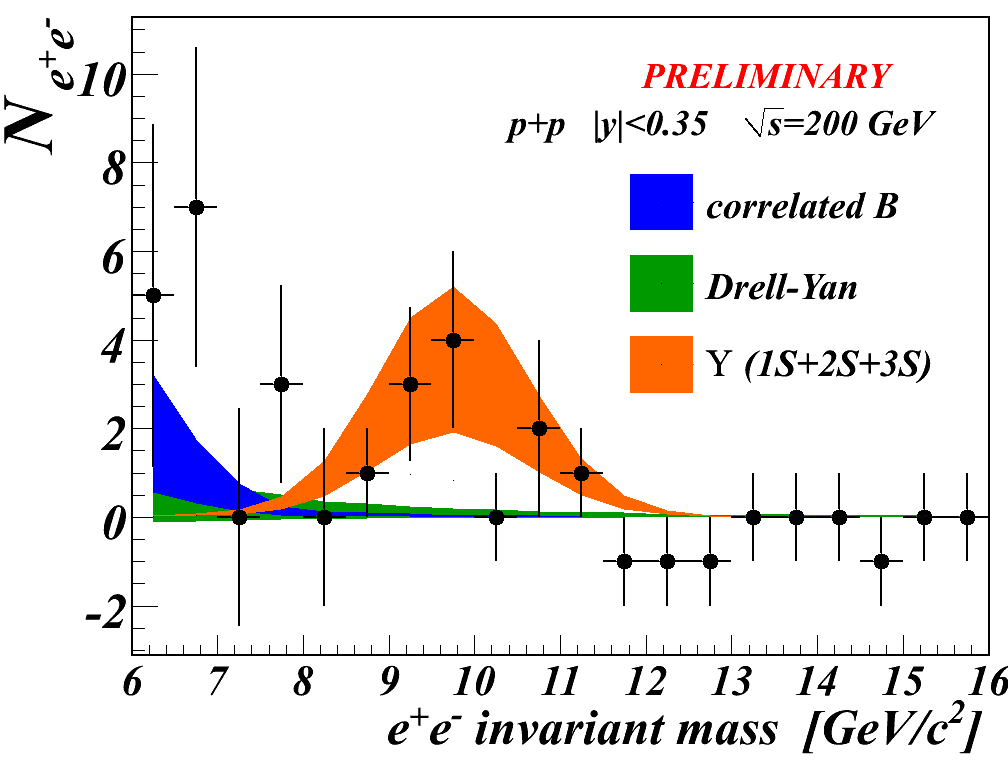 N e⁺e⁻
PRELIMINARY
p+p |y|<0.35 √s=200 GeV
correlated B
Drell-Yan
ϒ (1S+2S+3S)
10
8
6
4
2
0
-2
6 7 8 9 10 11 12 13 14 15 16
e⁺e⁻ invariant mass [GeV/c²]